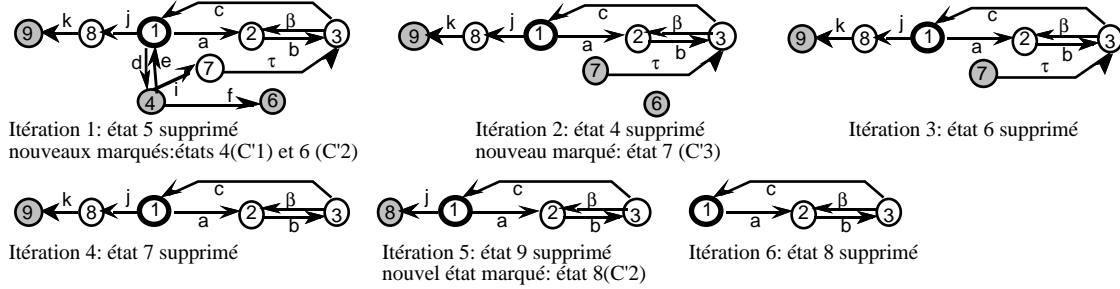 9 k 8 j 1 a 2 β b 3 c
d e i 7 τ
4 f 6
9 k 8 j 1 a 2 β b 3 c
7 τ
6
9 k 8 j 1 a 2 β b 3 c
7 τ
Itération 1: état 5 supprimé
nouveaux marqués:états 4(C'1) et 6 (C'2)
Itération 2: état 4 supprimé
nouveau marqué: état 7 (C'3)
Itération 3: état 6 supprimé
9 k 8 j 1 a 2 β b 3 c
8 j 1 a 2 β b 3 c
1 a 2 β b 3 c
Itération 4: état 7 supprimé
Itération 5: état 9 supprimé
nouvel état marqué: état 8(C'2)
Itération 6: état 8 supprimé